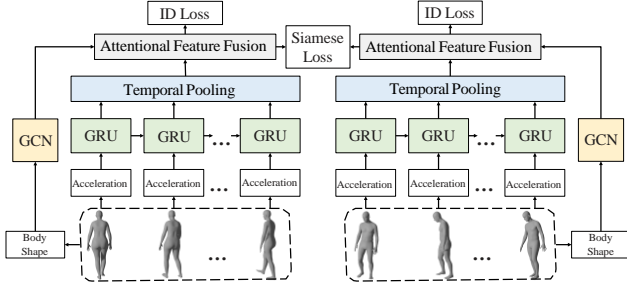 ID Loss
ID Loss
Attentional Feature Fusion
Siamese
Loss
Attentional Feature Fusion
Temporal Pooling
Temporal Pooling
GCN
GRU
GRU
...
GRU
GRU
GRU
...
GRU
GCN
Acceleration
Acceleration
...
Acceleration
Acceleration
Acceleration
...
Acceleration
Body
Shape
...
...
Body
Shape